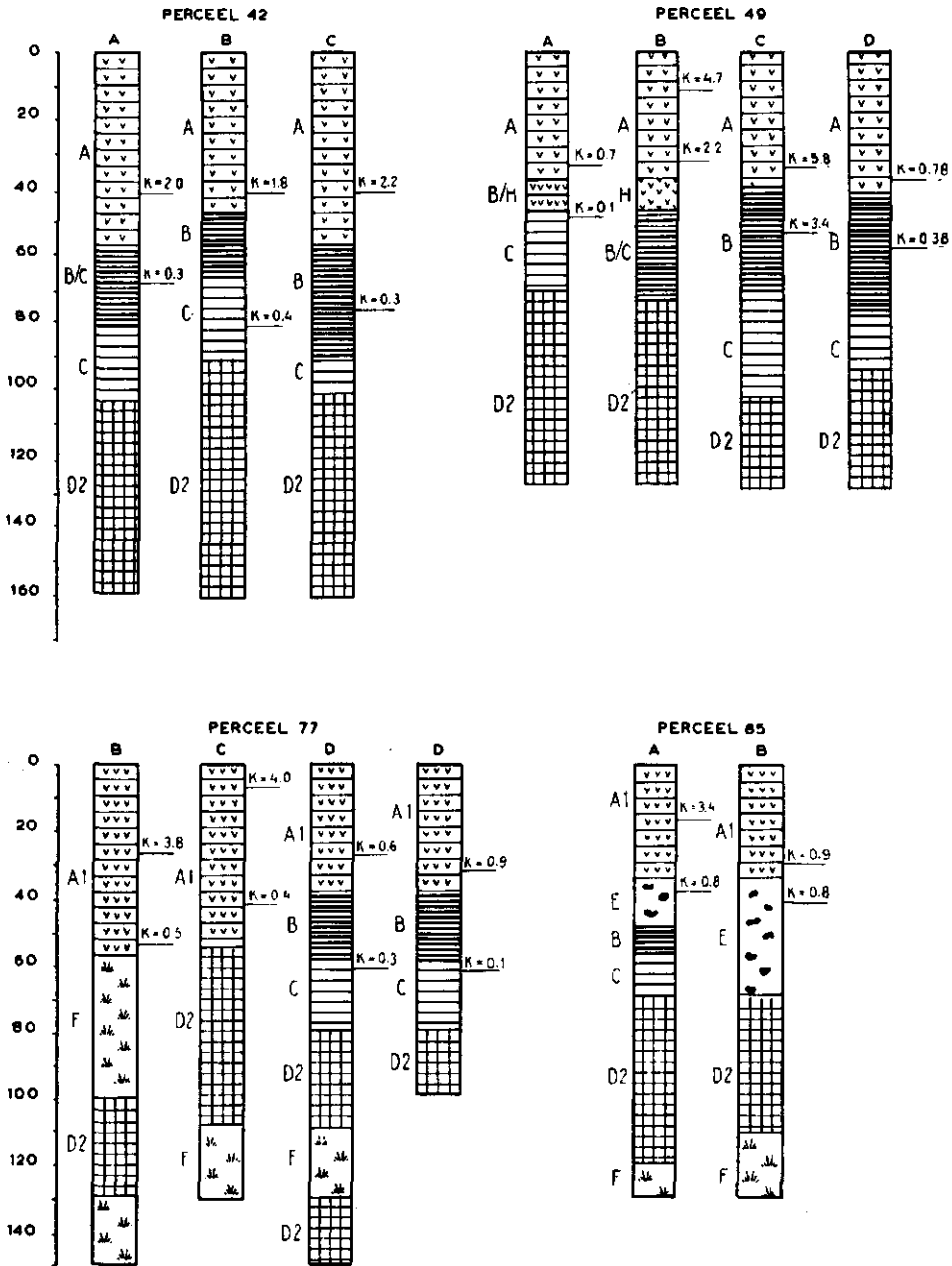 PERCEEL 42
PERCEEL 49
A B C
A B C D
0
20
40
60
80
100
120
140
160
A
B/C
C
D2
K=2.0
K=0.3
A
B
C
D2
K=1.8
K=0.4
A
B
C
D2
K=2.2
K=0.3
A
B/H
C
D2
K=0.7
K=0.1
A
H
B/C
D2
K=4.7
K=2.2
A
B
C
D2
K=5.8
K=3.4
A
B
C
D2
K=0.78
K=0.38
PERCEEL 77
PERCEEL 85
B C D D
A B
0
20
40
60
80
100
120
140
A1
F
D2
K=3.8
K=0.5
A1
D2
F
K=4.0
K=0.4
A1
B
C
D2
F
D2
K=0.6
K=0.3
A1
B
C
D2
K=0.9
K=0.1
A1
E
B
C
D2
F
K=3.4
K=0.8
A1
E
D2
F
K=0.9
K=0.8